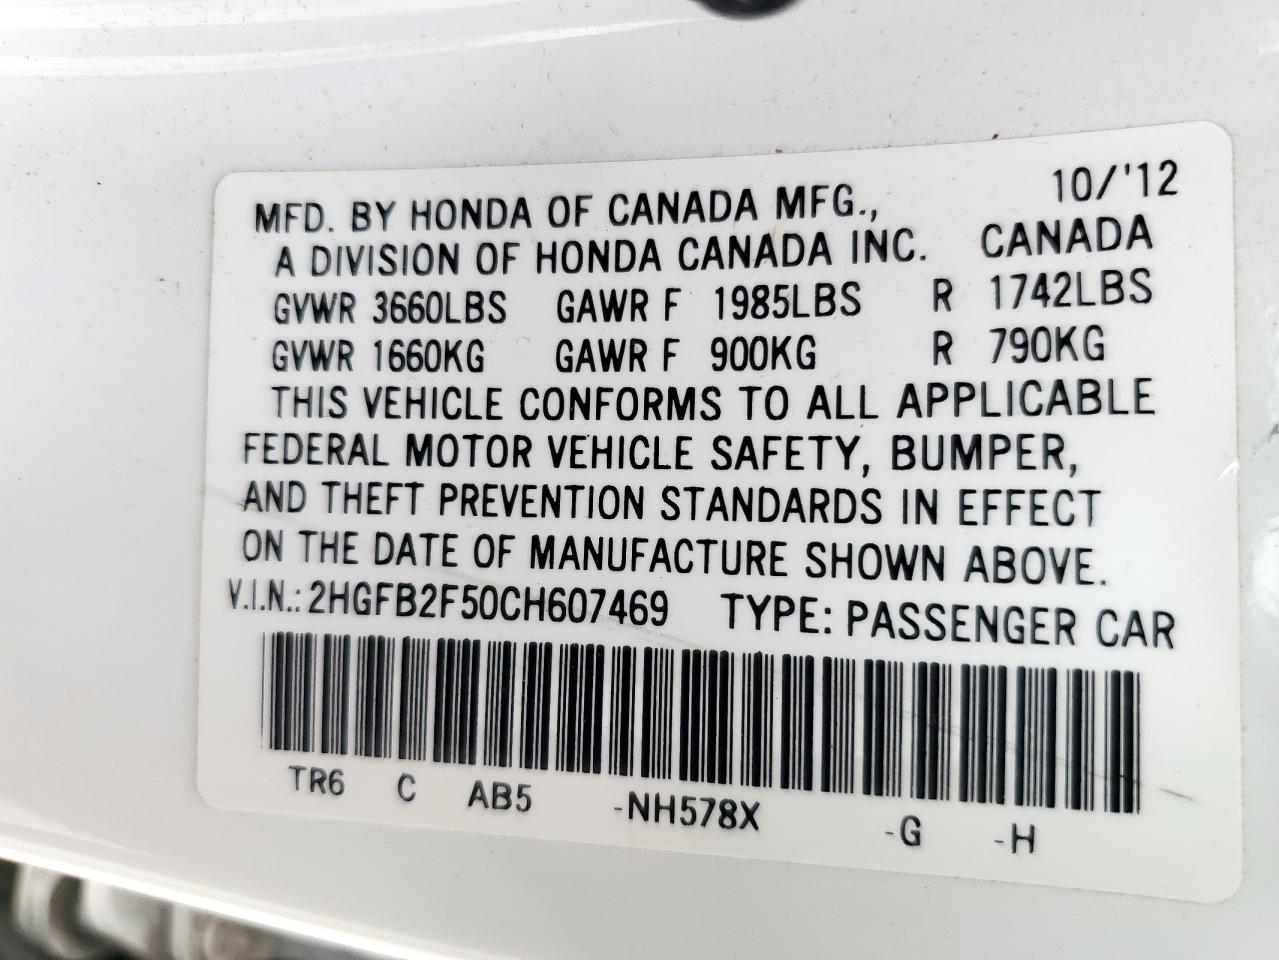 10/'12
MFD. BY HONDA OF CANADA MFG.,
A DIVISION OF HONDA CANADA INC. CANADA
GVWR 3660LBS GAWR F 1985LBS R 1742LBS
GVWR 1660KG GAWR F 900KG R 790KG
THIS VEHICLE CONFORMS TO ALL APPLICABLE
FEDERAL MOTOR VEHICLE SAFETY, BUMPER,
AND THEFT PREVENTION STANDARDS IN EFFECT
ON THE DATE OF MANUFACTURE SHOWN ABOVE.
V.I.N.: 2HGFB2F50CH607469 TYPE: PASSENGER CAR
TR6 C AB5 -NH578X -G -H